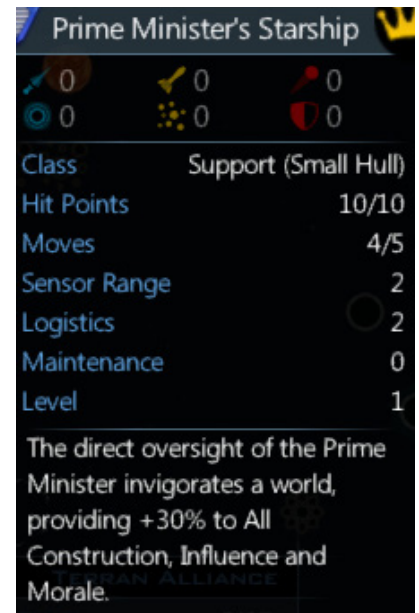 Prime Minister's Starship
0 0 0
0 0 0
Class Support (Small Hull)
Hit Points 10/10
Moves 4/5
Sensor Range 2
Logistics 2
Maintenance 0
Level 1
The direct oversight of the Prime
Minister invigorates a world,
providing +30% to All
Construction, Influence and
TERRAN ALLIANCE
Morale.